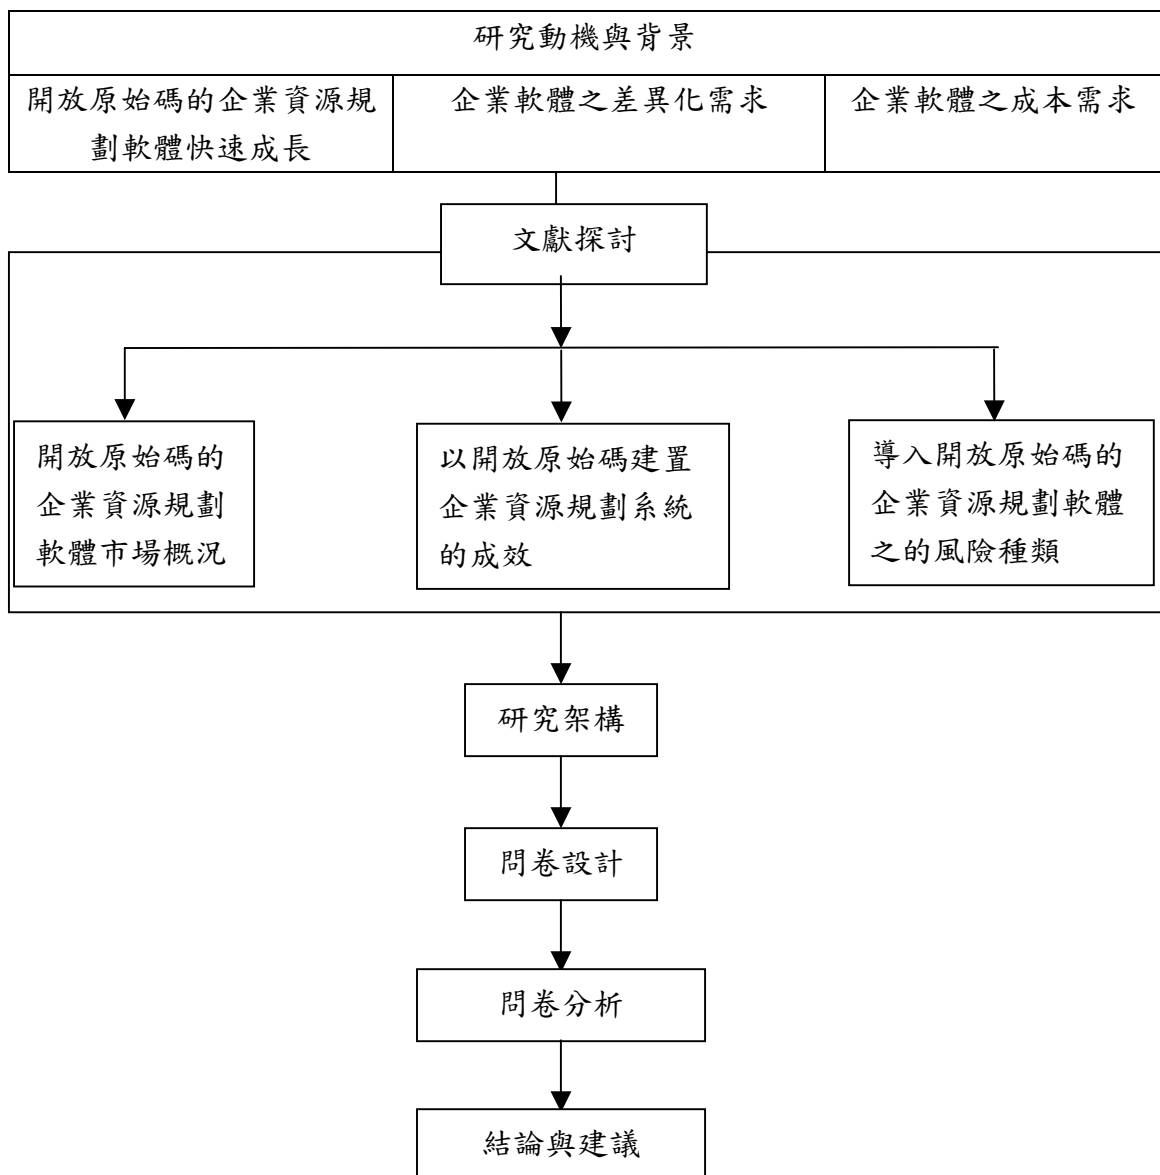 研究動機與背景
開放原始碼的企業資源規
劃軟體快速成長
企業軟體之差異化需求
企業軟體之成本需求
文獻探討
開放原始碼的
企業資源規劃
軟體市場概況
以開放原始碼建置
企業資源規劃系統
的成效
導入開放原始碼的
企業資源規劃軟體
之的風險種類
研究架構
問卷設計
問卷分析
結論與建議